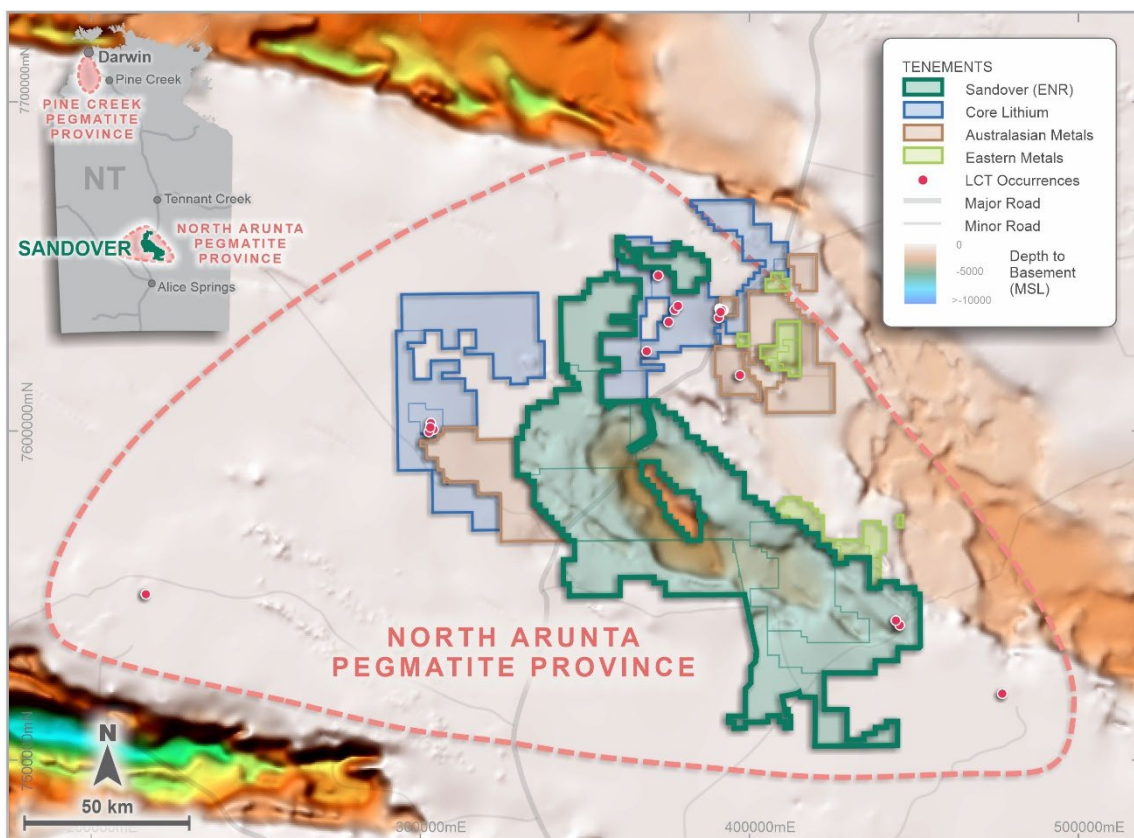 Darwin
Pine Creek
PINE CREEK
PEGMATITE
PROVINCE
NT
Tennant Creek
SANDOVER
NORTH ARUNTA
PEGMATITE
PROVINCE
Alice Springs
TENEMENTS
Sandover (ENR)
Core Lithium
Australasian Metals
Eastern Metals
LCT Occurrences
Major Road
Minor Road
0
-5000
>-10000
Depth to
Basement
(MSL)
7700000mN
7600000mN
7500000mN
NORTH ARUNTA
PEGMATITE PROVINCE
N
50 km
200000mE
300000mE
400000mE
500000mE